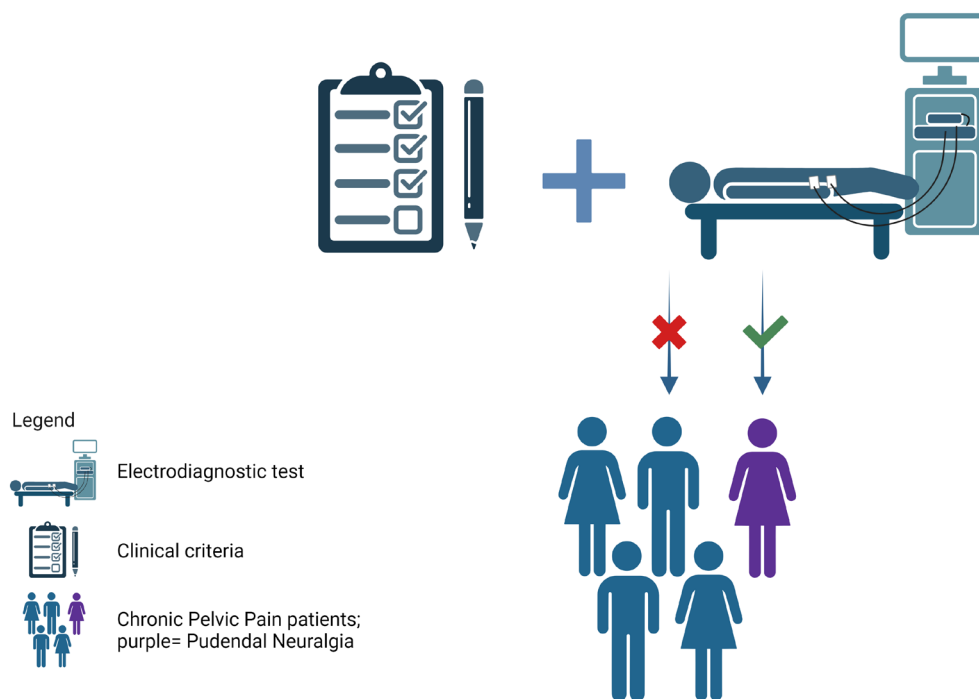 Legend
Electrodiagnostic test
Clinical criteria
Chronic Pelvic Pain patients;
purple= Pudendal Neuralgia